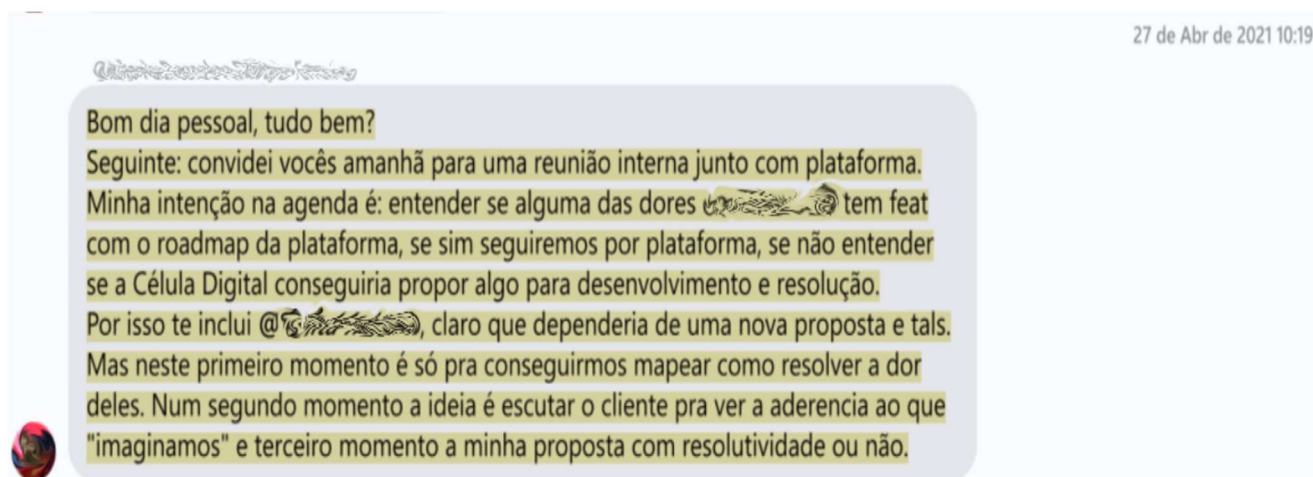 27 de Abr de 2021 10:19
Bom dia pessoal, tudo bem?
Seguinte: convidei vocês amanhã para uma reunião interna junto com plataforma.
Minha intenção na agenda é: entender se alguma das dores tem feat
com o roadmap da plataforma, se sim seguiremos por plataforma, se não entender
se a Célula Digital conseguiria propor algo para desenvolvimento e resolução.
Por isso te inclui @, claro que dependeria de uma nova proposta e tals.
Mas neste primeiro momento é só pra conseguirmos mapear como resolver a dor
deles. Num segundo momento a ideia é escutar o cliente pra ver a aderencia ao que
"imaginamos" e terceiro momento a minha proposta com resolutividade ou não.